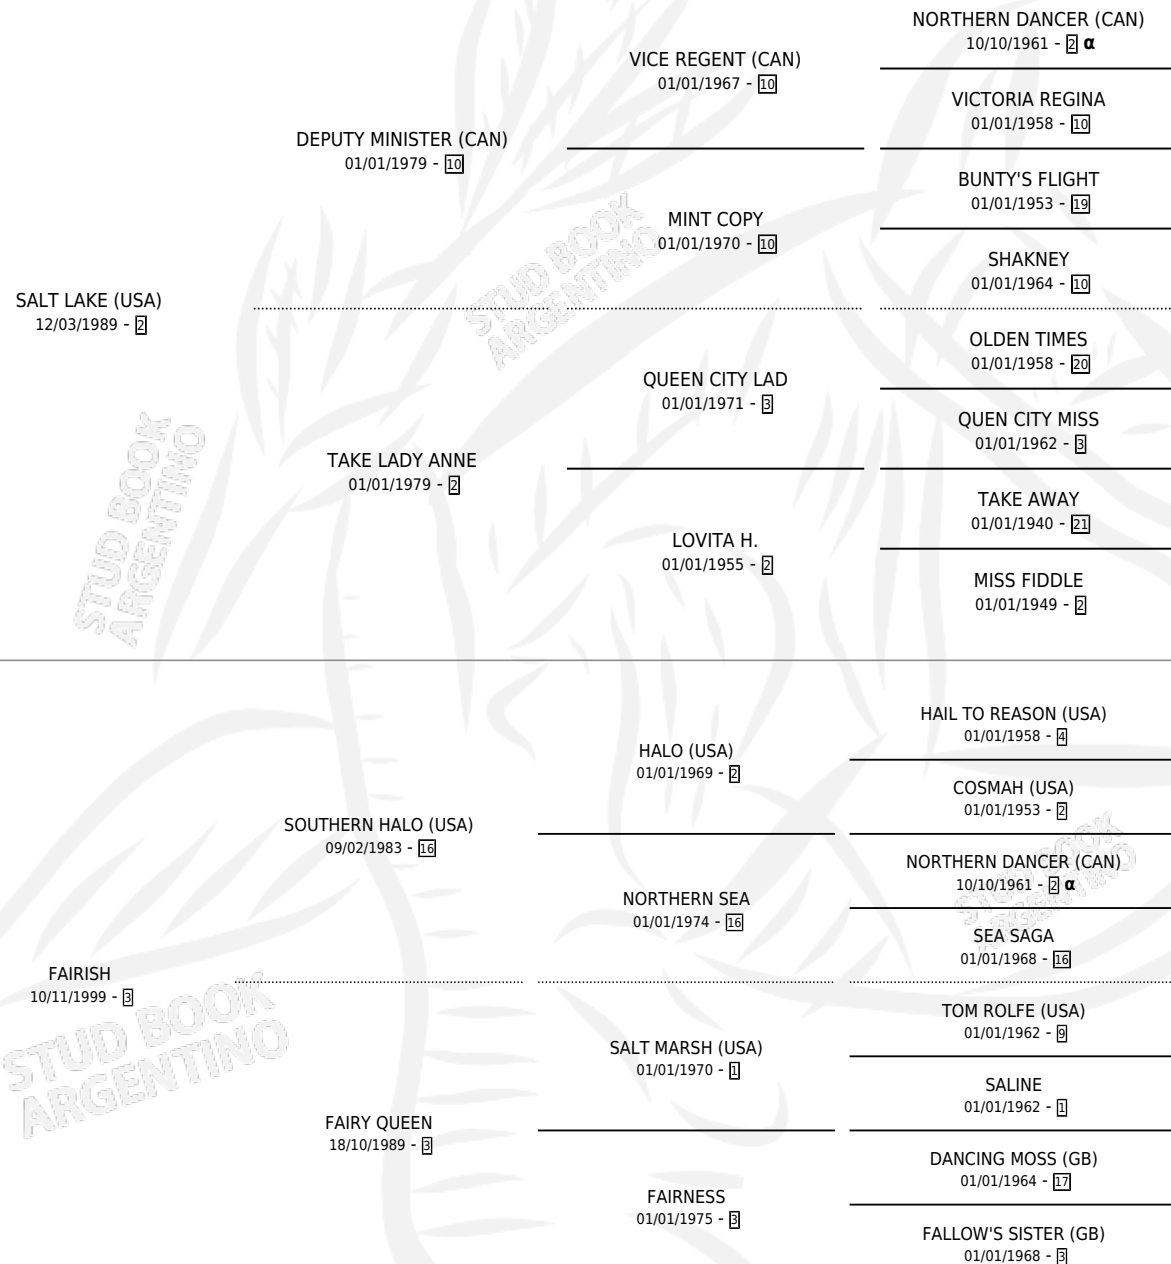 NORTHERN DANCER (CAN)
10/10/1961 - 2 α
VICE REGENT (CAN)
01/01/1967 - 10
VICTORIA REGINA
01/01/1958 - 10
DEPUTY MINISTER (CAN)
01/01/1979 - 10
BUNTY'S FLIGHT
01/01/1953 - 19
MINT COPY
01/01/1970 - 10
SHAKNEY
01/01/1964 - 10
SALT LAKE (USA)
12/03/1989 - 2
OLDEN TIMES
01/01/1958 - 20
QUEEN CITY LAD
01/01/1971 - 3
QUEN CITY MISS
01/01/1962 - 3
TAKE LADY ANNE
01/01/1979 - 2
TAKE AWAY
01/01/1940 - 21
LOVITA H.
01/01/1955 - 2
MISS FIDDLE
01/01/1949 - 2
HAIL TO REASON (USA)
01/01/1958 - 4
HALO (USA)
01/01/1969 - 2
COSMAH (USA)
01/01/1953 - 2
SOUTHERN HALO (USA)
09/02/1983 - 16
NORTHERN DANCER (CAN)
10/10/1961 - 2 α
NORTHERN SEA
01/01/1974 - 16
SEA SAGA
01/01/1968 - 16
FAIRISH
10/11/1999 - 3
TOM ROLFE (USA)
01/01/1962 - 9
SALT MARSH (USA)
01/01/1970 - 1
SALINE
01/01/1962 - 1
FAIRY QUEEN
18/10/1989 - 3
DANCING MOSS (GB)
01/01/1964 - 17
FAIRNESS
01/01/1975 - 3
FALLOW'S SISTER (GB)
01/01/1968 - 3
STUD BOOK
ARGENTINO
STUD BOOK
ARGENTINO
STUD BOOK
ARGENTINO
STUD BOOK
ARGENTINO